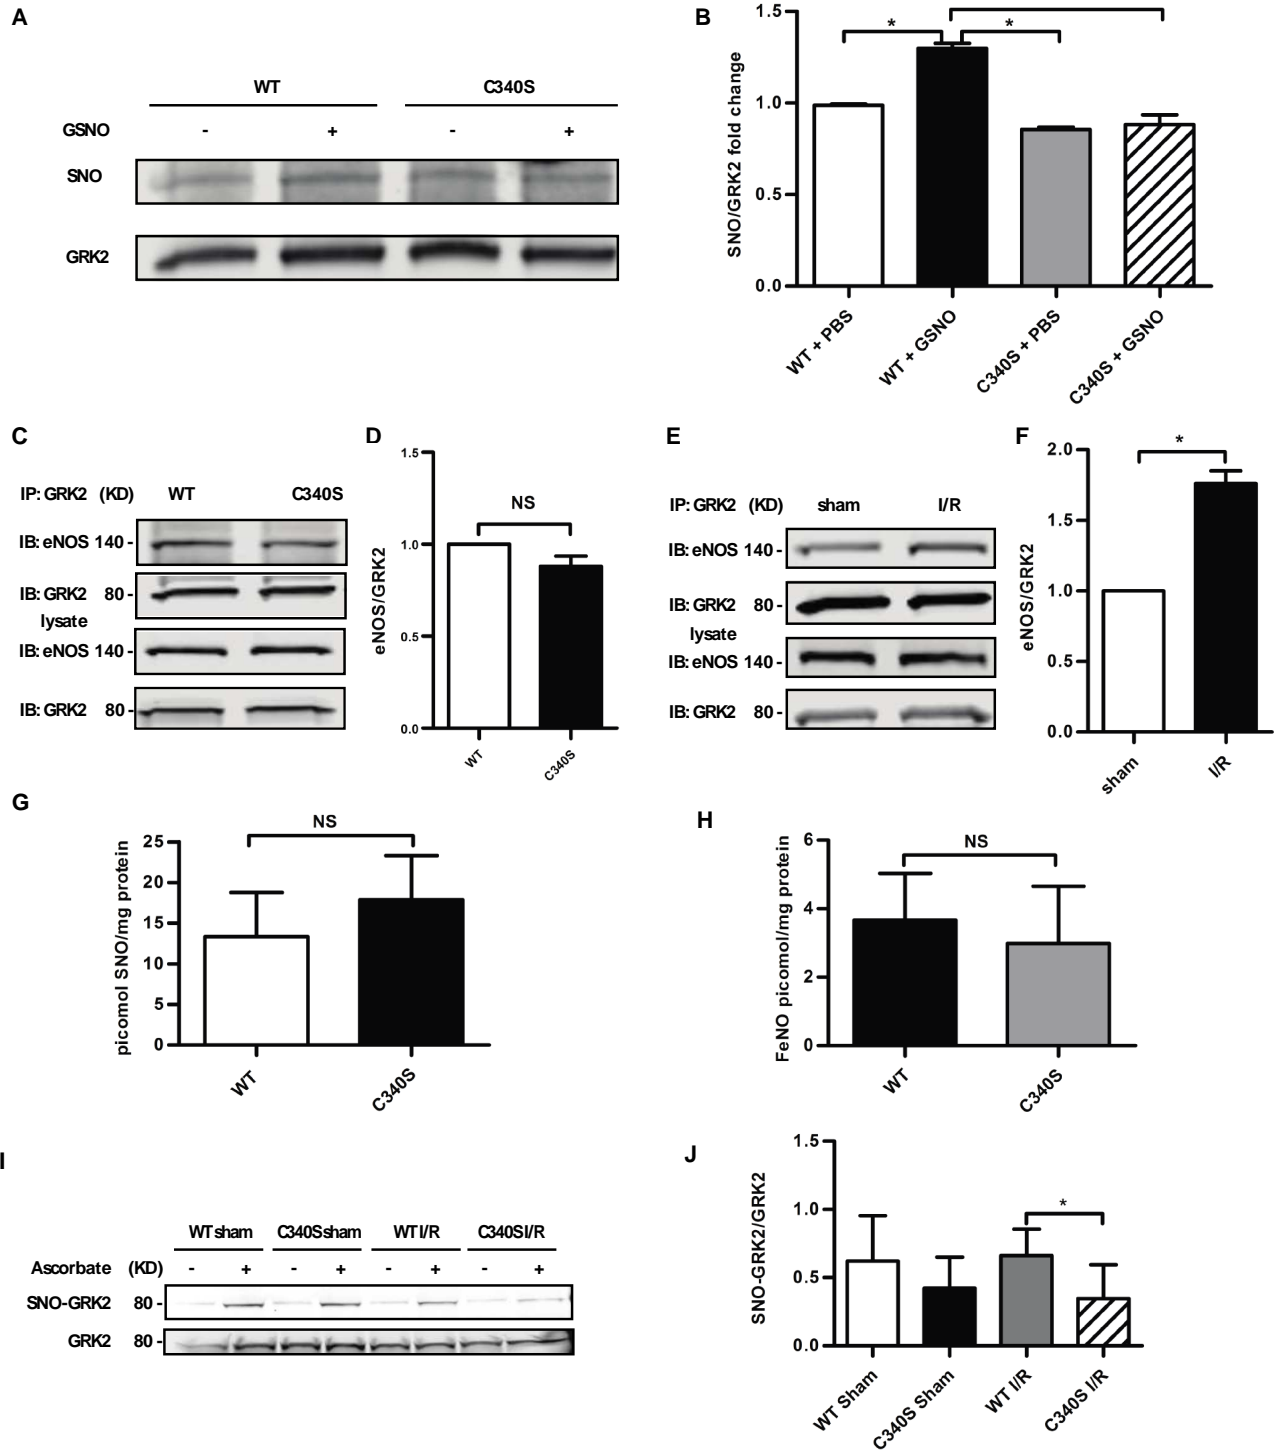 A
WT C340S
GSNO - + - +
SNO
GRK2
B
SNO/GRK2 fold change
1.5
1.0
0.5
0.0
* *
WT + PBS
WT + GSNO
C340S + PBS
C340S + GSNO
C
IP: GRK2 (KD) WT C340S
IB: eNOS 140 -
IB: GRK2 80 -
lysate
IB: eNOS 140 -
IB: GRK2 80 -
D
eNOS/GRK2
1.5
1.0
0.5
0.0
NS
WT
C340S
E
IP: GRK2 (KD) sham I/R
IB: eNOS 140 -
IB: GRK2 80 -
lysate
IB: eNOS 140 -
IB: GRK2 80 -
F
eNOS/GRK2
2.0
1.5
1.0
0.5
0.0
*
sham
I/R
G
picomol SNO/mg protein
25
20
15
10
5
0
NS
WT
C340S
H
FeNO picomol/mg protein
6
4
2
0
NS
WT
C340S
I
WT sham C340S sham WT I/R C340S I/R
Ascorbate (KD) - + - + - + - +
SNO-GRK2 80 -
GRK2 80 -
J
SNO-GRK2/GRK2
1.5
1.0
0.5
0.0
*
WT Sham
C340S Sham
WT I/R
C340S I/R